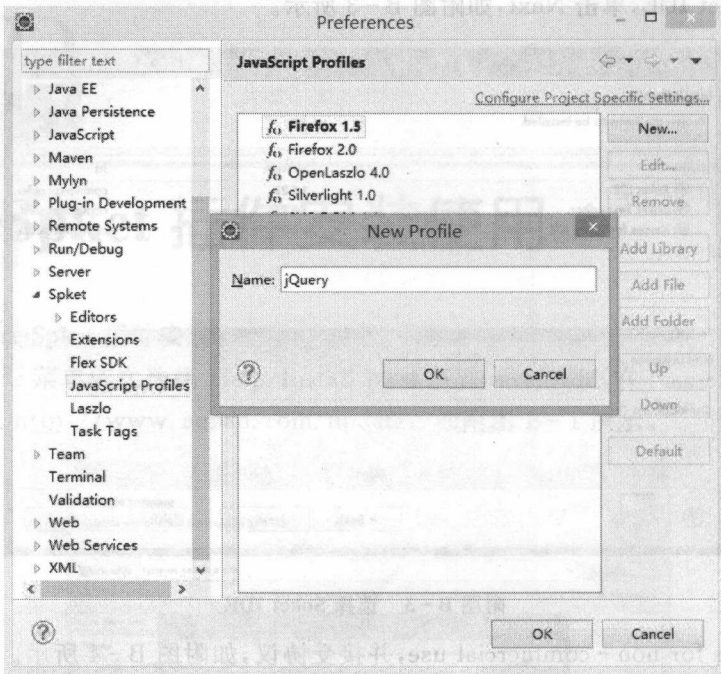 Preferences
type filter text
JavaScript Profiles
Java EE
Java Persistence
JavaScript
Maven
Mylyn
Plug-in Development
Remote Systems
Run/Debug
Server
Spket
Editors
Extensions
Flex SDK
JavaScript Profiles
Laszlo
Task Tags
Team
Terminal
Validation
Web
Web Services
XML
Configure Project Specific Settings...
Firefox 1.5
Firefox 2.0
OpenLaszlo 4.0
Silverlight 1.0
New...
Edit...
Remove
Add Library
Add File
Add Folder
Up
Down
Default
New Profile
Name: jQuery
OK
Cancel
OK
Cancel